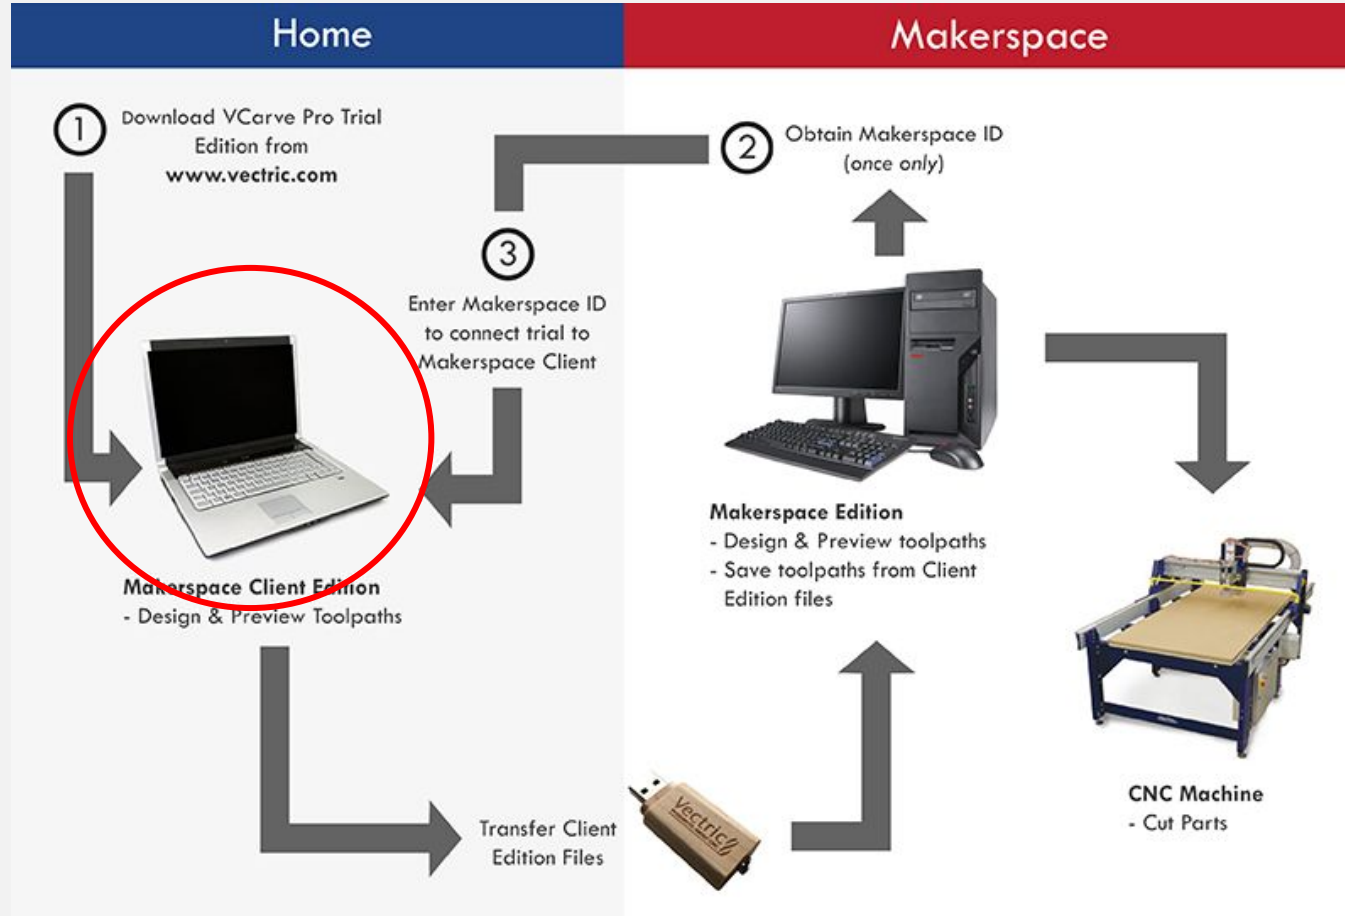 Home
Makerspace
1
Download VCarve Pro Trial
Edition from
www.vectric.com
2
Obtain Makerspace ID
(once only)
3
Enter Makerspace ID
to connect trial to
Makerspace Client
Makerspace Client Edition
- Design & Preview Toolpaths
Makerspace Edition
- Design & Preview toolpaths
- Save toolpaths from Client
Edition files
Transfer Client
Edition Files
Vectric
CNC Machine
- Cut Parts